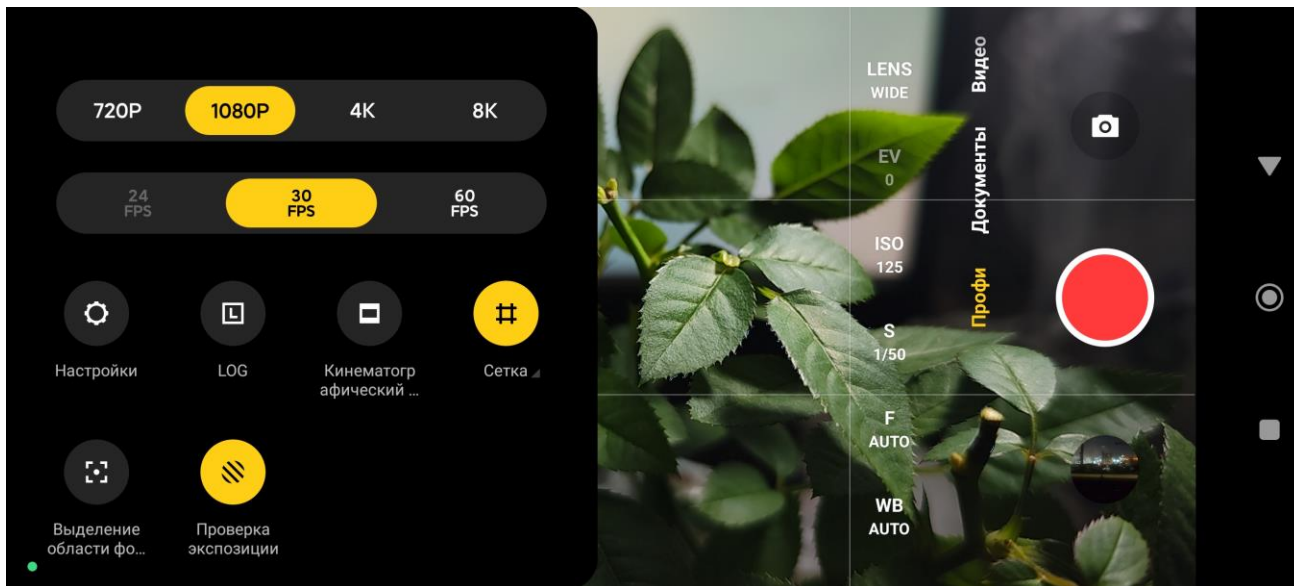 720P
1080P
4K
8K
24
FPS
30
FPS
60
FPS
Настройки
L
LOG
Кинематогр
афический ...
Сетка
Выделение
области фо...
Проверка
экспозиции
LENS
WIDE
EV
0
ISO
125
S
1/50
F
AUTO
WB
AUTO
Видео
Документы
Профи